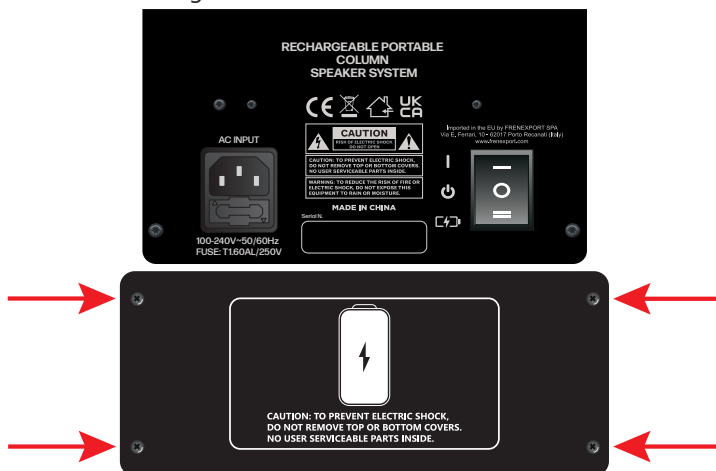 RECHARGEABLE PORTABLE
COLUMN
SPEAKER SYSTEM
CE
UK
CA
AC INPUT
CAUTION
RISK OF ELECTRIC SHOCK
DO NOT OPEN
CAUTION: TO PREVENT ELECTRIC SHOCK,
DO NOT REMOVE TOP OR BOTTOM COVERS.
NO USER SERVICEABLE PARTS INSIDE.
WARNING: TO REDUCE THE RISK OF FIRE OR
ELECTRIC SHOCK, DO NOT EXPOSE THIS
EQUIPMENT TO RAIN OR MOISTURE.
MADE IN CHINA
Serial N.
Imported in the EU by FRENEXPORT SPA
Via E, Ferrari, 10 • 62017 Porto Recanati (Italy)
www.frenexport.com
100-240V~50/60Hz
FUSE: T1.60AL/250V
CAUTION: TO PREVENT ELECTRIC SHOCK,
DO NOT REMOVE TOP OR BOTTOM COVERS.
NO USER SERVICEABLE PARTS INSIDE.